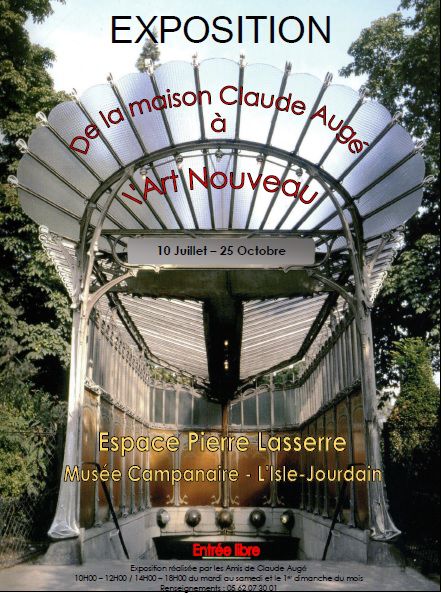 EXPOSITION
De la maison Claude Augé
à
l'Art Nouveau
10 Juillet – 25 Octobre
Espace Pierre Lasserre
Musée Campanaire - L'Isle-Jourdain
Entrée libre
Exposition réalisée par les Amis de Claude Augé
10H00 – 12H00 / 14H00 – 18H00 du mardi au samedi et le 1er dimanche du mois
Renseignements : 05 62 07 30 01